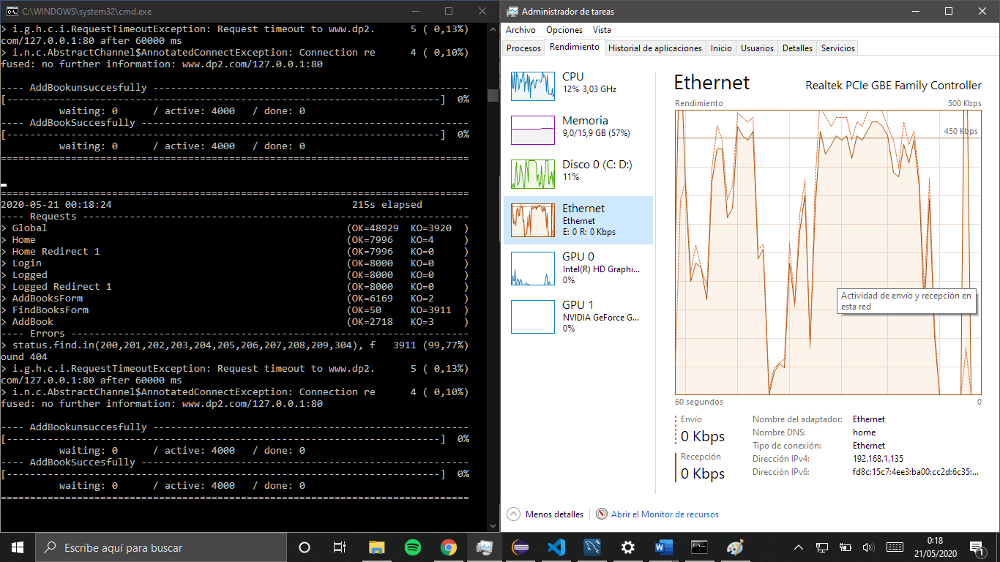 C:\WINDOWS\system32\cmd.exe
> i.g.h.c.i.RequestTimeoutException: Request timeout to www.dp2.      5 ( 0,13%)
com/127.0.0.1:80 after 60000 ms
> i.n.c.AbstractChannel$AnnotatedConnectException: Connection re      4 ( 0,10%)
fused: no further information: www.dp2.com/127.0.0.1:80
---- AddBookunsuccesfully ------------------------------------------------------
[--------------------------------------------------------------------------]  0%
          waiting: 0      / active: 4000   / done: 0
---- AddBookSuccesfully --------------------------------------------------------
[--------------------------------------------------------------------------]  0%
          waiting: 0      / active: 4000   / done: 0
================================================================================
================================================================================
2020-05-21 00:18:24                                         215s elapsed
---- Requests ------------------------------------------------------------------
> Global                                                   (OK=48929  KO=3920  )
> Home                                                     (OK=7996   KO=4     )
> Home Redirect 1                                          (OK=7996   KO=0     )
> Login                                                    (OK=8000   KO=0     )
> Logged                                                   (OK=8000   KO=0     )
> Logged Redirect 1                                        (OK=8000   KO=0     )
> AddBooksForm                                             (OK=6169   KO=2     )
> FindBooksForm                                            (OK=50     KO=3911  )
> AddBook                                                  (OK=2718   KO=3     )
---- Errors --------------------------------------------------------------------
> status.find.in(200,201,202,203,204,205,206,207,208,209,304), f   3911 (99,77%)
ound 404
> i.g.h.c.i.RequestTimeoutException: Request timeout to www.dp2.      5 ( 0,13%)
com/127.0.0.1:80 after 60000 ms
> i.n.c.AbstractChannel$AnnotatedConnectException: Connection re      4 ( 0,10%)
fused: no further information: www.dp2.com/127.0.0.1:80
---- AddBookunsuccesfully ------------------------------------------------------
[--------------------------------------------------------------------------]  0%
          waiting: 0      / active: 4000   / done: 0
---- AddBookSuccesfully --------------------------------------------------------
[--------------------------------------------------------------------------]  0%
          waiting: 0      / active: 4000   / done: 0
================================================================================
Administrador de tareas
Archivo Opciones Vista
Procesos Rendimiento Historial de aplicaciones Inicio Usuarios Detalles Servicios
CPU
12% 3,03 GHz
Memoria
9,0/15,9 GB (57%)
Disco 0 (C: D:)
11%
Ethernet
Ethernet
E: 0 R: 0 Kbps
GPU 0
Intel(R) HD Graphi...
0%
GPU 1
NVIDIA GeForce G...
0%
Ethernet Realtek PCIe GBE Family Controller
Rendimiento 500 Kbps
450 Kbps
Actividad de envío y recepción en
esta red
60 segundos 0
Envío
0 Kbps
Recepción
0 Kbps
Nombre del adaptador: Ethernet
Nombre DNS: home
Tipo de conexión: Ethernet
Dirección IPv4: 192.168.1.135
Dirección IPv6: fd8c:15c7:4ee3:ba00:cc2d:6c35:...
Menos detalles Abrir el Monitor de recursos
Escribe aquí para buscar
0:18
21/05/2020
1